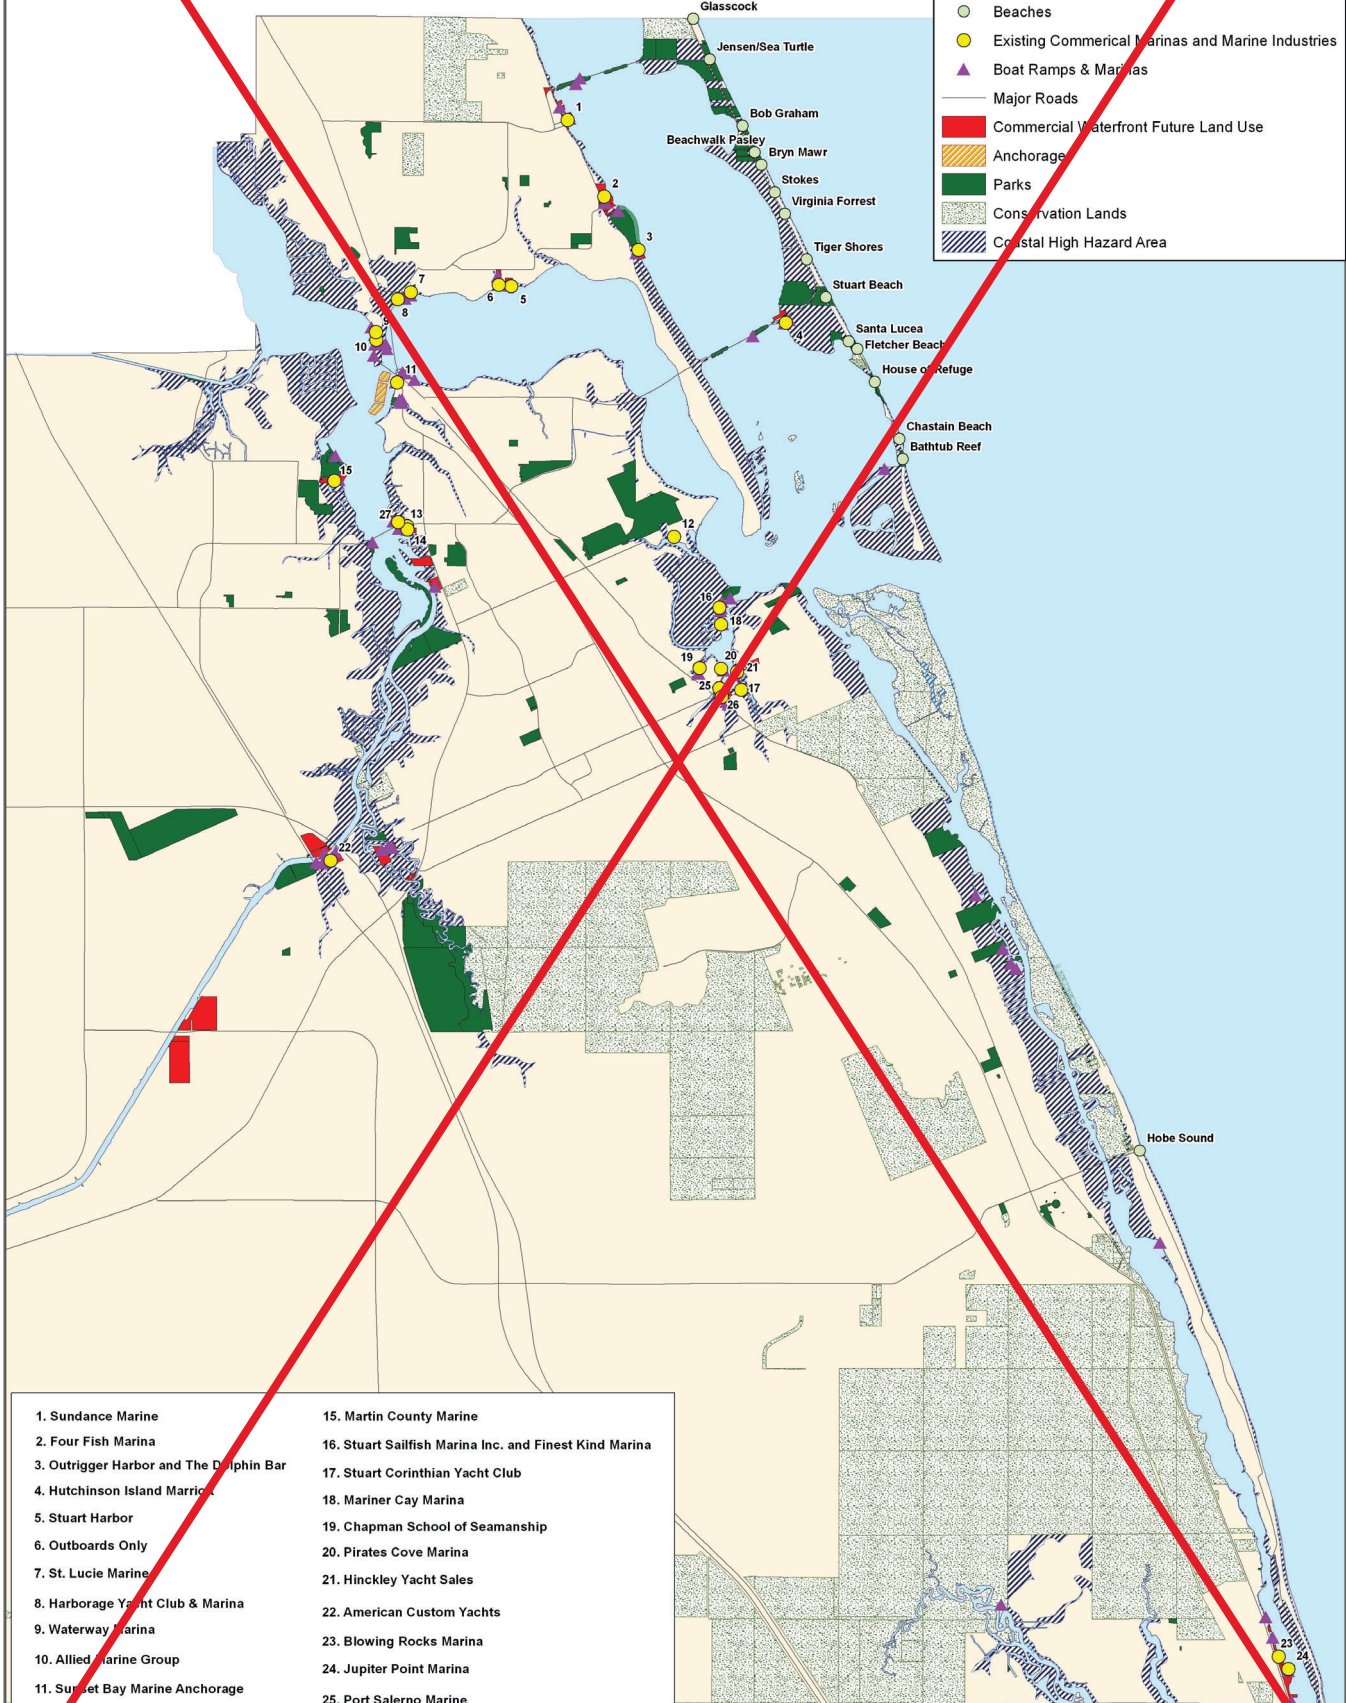 Glasscock
Beaches
Existing Commerical Marinas and Marine Industries
Boat Ramps & Marinas
Major Roads
Commercial Waterfront Future Land Use
Anchorage
Parks
Conservation Lands
Coastal High Hazard Area
Jensen/Sea Turtle
1
Bob Graham
Beachwalk Pasley
Bryn Mawr
Stokes
2
Virginia Forrest
3
Tiger Shores
7
6
5
Stuart Beach
8
9
Santa Lucea
4
10
Fletcher Beach
11
House of Refuge
Chastain Beach
Bathtub Reef
15
27
13
12
14
16
18
19
20
21
25
17
26
22
Hobe Sound
23
24
1. Sundance Marine
2. Four Fish Marina
3. Outrigger Harbor and The Dolphin Bar
4. Hutchinson Island Marriot
5. Stuart Harbor
6. Outboards Only
7. St. Lucie Marine
8. Harborage Yacht Club & Marina
9. Waterway Marina
10. Allied Marine Group
11. Sunset Bay Marine Anchorage
15. Martin County Marine
16. Stuart Sailfish Marina Inc. and Finest Kind Marina
17. Stuart Corinthian Yacht Club
18. Mariner Cay Marina
19. Chapman School of Seamanship
20. Pirates Cove Marina
21. Hinckley Yacht Sales
22. American Custom Yachts
23. Blowing Rocks Marina
24. Jupiter Point Marina
25. Port Salerno Marine